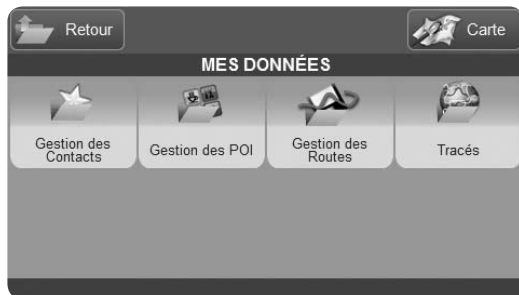 Retour
Carte
MES DONNÉES
Gestion des
Contacts
Gestion des POI
Gestion des
Routes
Tracés